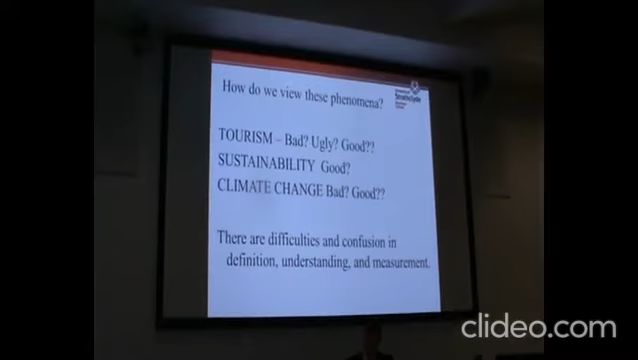 How do we view these phenomena?
Strathclyde
TOURISM – Bad? Ugly? Good??
SUSTAINABILITY Good?
CLIMATE CHANGE Bad? Good??
There are difficulties and confusion in
definition, understanding, and measurement.
clideo.com